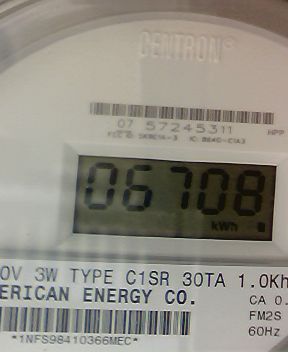 CENTRON®
07 57245311
HPP
06708
kWh
0V 3W TYPE C1SR 30TA 1.0Kh
ERICAN ENERGY CO.
CA 0.
FM2S
60Hz
*1NFS98410366MEC*